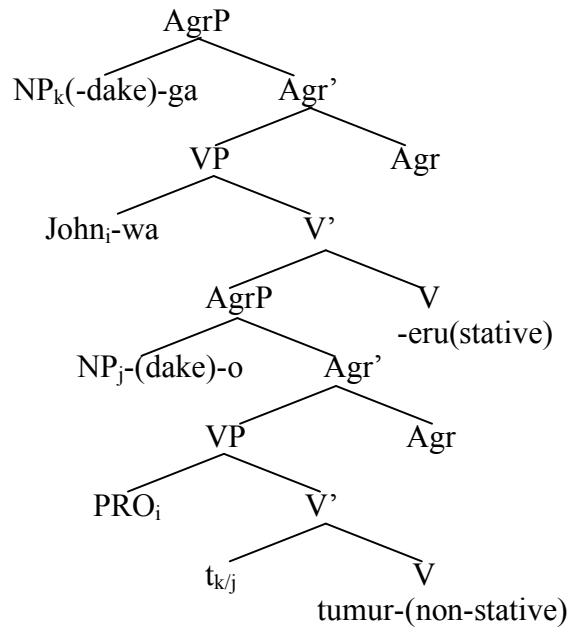 AgrP
NPk(-dake)-ga Agr’
VP Agr
Johni-wa V’
AgrP V
-eru(stative)
NPj-(dake)-o Agr’
VP Agr
PROi V’
tk/j V
tumur-(non-stative)